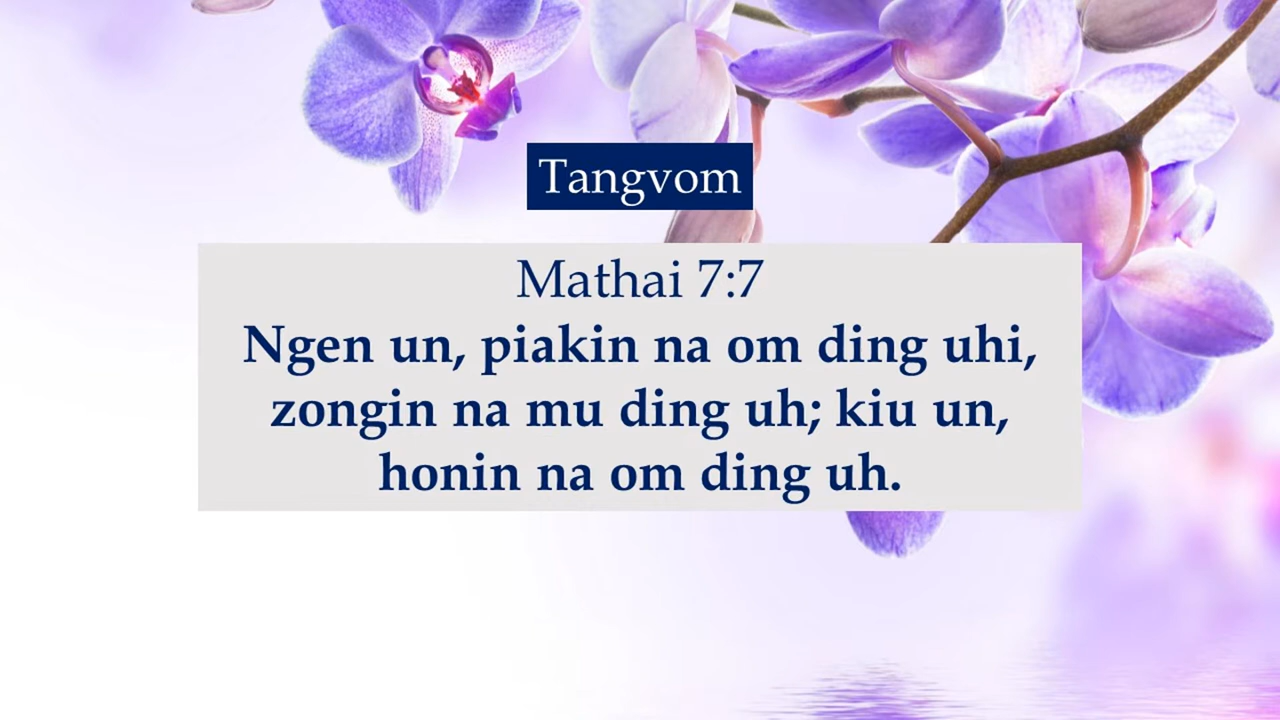 Tangvom
Mathai 7:7
Ngen un, piakin na om ding uhi,
zongin na mu ding uh; kiu un,
honin na om ding uh.